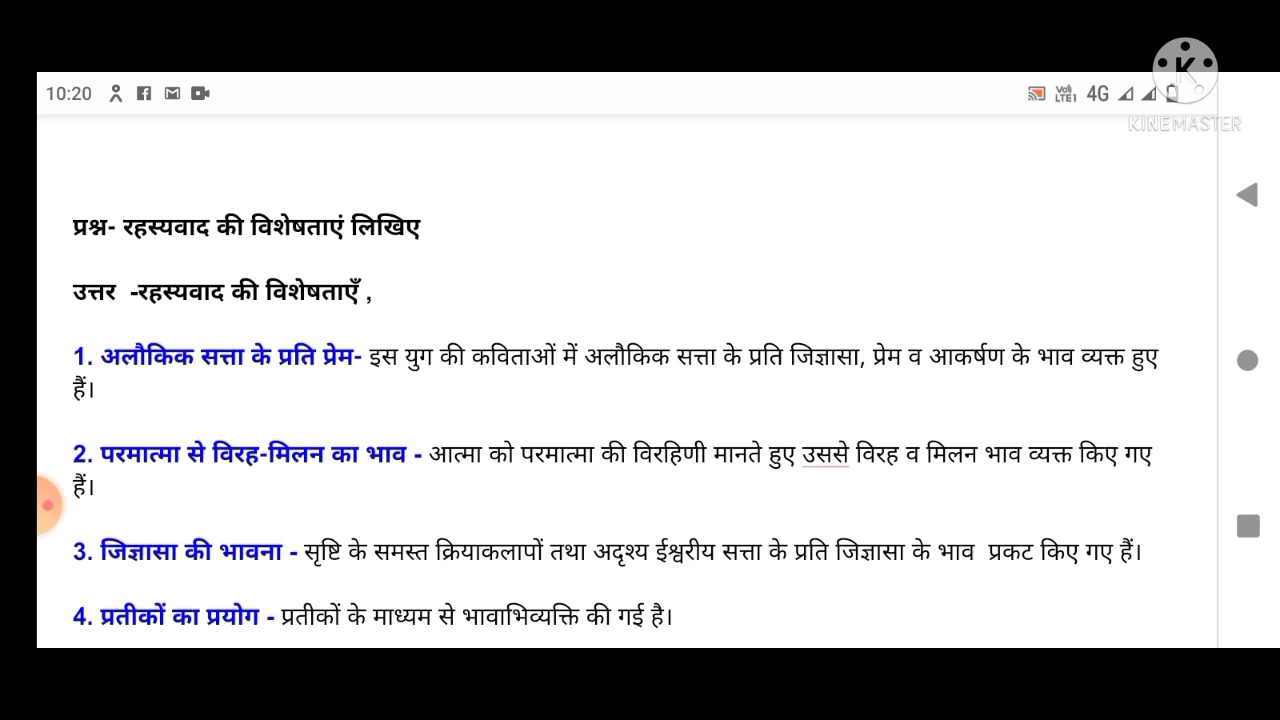 10:20
Vo) LTE1 4G
K
KINEMASTER
प्रश्न- रहस्यवाद की विशेषताएं लिखिए
उत्तर -रहस्यवाद की विशेषताएँ ,
1. अलौकिक सत्ता के प्रति प्रेम- इस युग की कविताओं में अलौकिक सत्ता के प्रति जिज्ञासा, प्रेम व आकर्षण के भाव व्यक्त हुए
हैं।
2. परमात्मा से विरह-मिलन का भाव - आत्मा को परमात्मा की विरहिणी मानते हुए उससे विरह व मिलन भाव व्यक्त किए गए
हैं।
3. जिज्ञासा की भावना - सृष्टि के समस्त क्रियाकलापों तथा अदृश्य ईश्वरीय सत्ता के प्रति जिज्ञासा के भाव प्रकट किए गए हैं।
4. प्रतीकों का प्रयोग - प्रतीकों के माध्यम से भावाभिव्यक्ति की गई है।